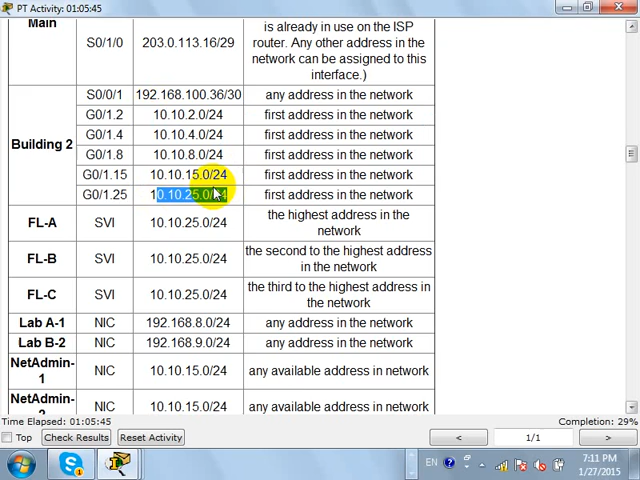 PT Activity: 01:05:45
Main
S0/1/0
203.0.113.16/29
is already in use on the ISP
router. Any other address in the
network can be assigned to this
interface.)
Building 2
S0/0/1 192.168.100.36/30 any address in the network
G0/1.2 10.10.2.0/24 first address in the network
G0/1.4 10.10.4.0/24 first address in the network
G0/1.8 10.10.8.0/24 first address in the network
G0/1.15 10.10.15.0/24 first address in the network
G0/1.25 10.10.25.0/24 first address in the network
FL-A SVI 10.10.25.0/24
the highest address in the
network
FL-B SVI 10.10.25.0/24
the second to the highest address
in the network
FL-C SVI 10.10.25.0/24
the third to the highest address in
the network
Lab A-1 NIC 192.168.8.0/24 any address in the network
Lab B-2 NIC 192.168.9.0/24 any address in the network
NetAdmin-
1
NIC 10.10.15.0/24 any available address in network
NetAdmin-
2
NIC 10.10.15.0/24 any available address in network
Time Elapsed: 01:05:45 Completion: 29%
Top Check Results Reset Activity < 1/1 >
EN 7:11 PM
1/27/2015